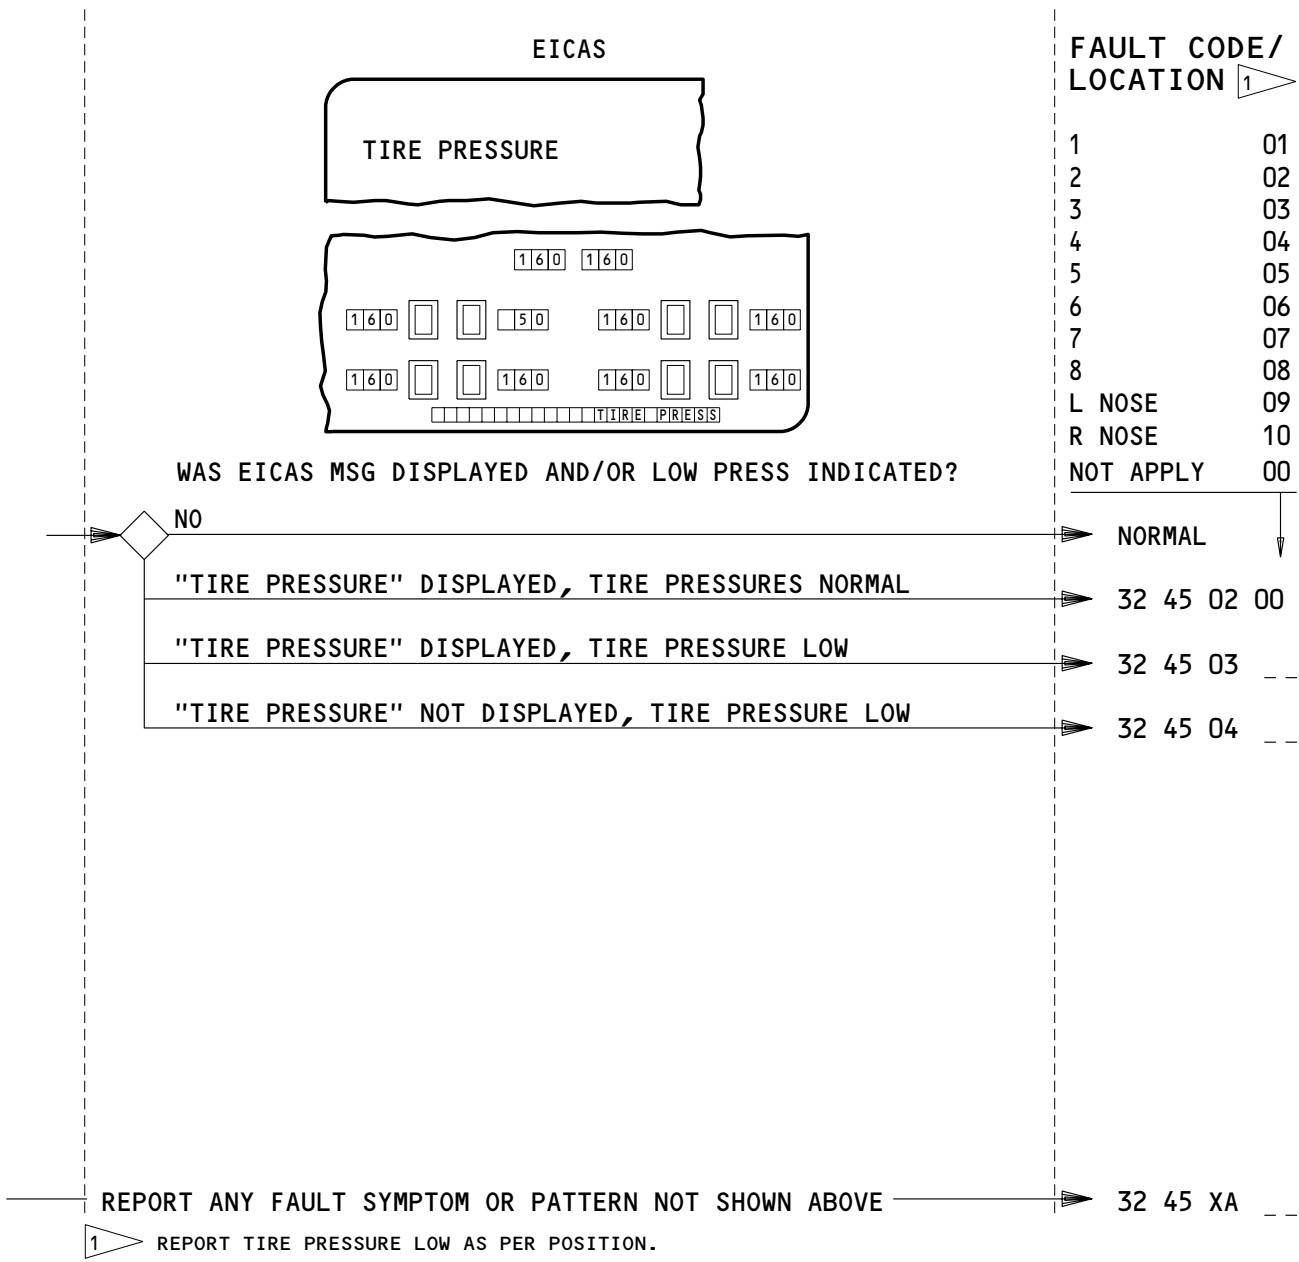 EICAS
FAULT CODE/
LOCATION 1
TIRE PRESSURE
1 01
2 02
3 03
4 04
5 05
6 06
7 07
8 08
L NOSE 09
R NOSE 10
NOT APPLY 00
160 160
160 50 160 160
160 160 160 160
TIRE PRESS
WAS EICAS MSG DISPLAYED AND/OR LOW PRESS INDICATED?
NO
NORMAL
"TIRE PRESSURE" DISPLAYED, TIRE PRESSURES NORMAL
32 45 02 00
"TIRE PRESSURE" DISPLAYED, TIRE PRESSURE LOW
32 45 03 _ _
"TIRE PRESSURE" NOT DISPLAYED, TIRE PRESSURE LOW
32 45 04 _ _
REPORT ANY FAULT SYMPTOM OR PATTERN NOT SHOWN ABOVE
32 45 XA _ _
1 REPORT TIRE PRESSURE LOW AS PER POSITION.